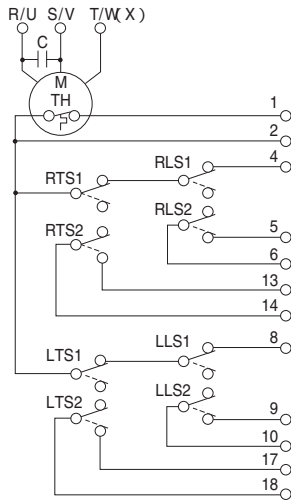 R/U S/V T/W(X)
C
M
TH
1
2
4
RTS1 RLS1
RLS2
5
RTS2
6
13
14
8
LTS1 LLS1
LLS2
LTS2
9
10
17
18